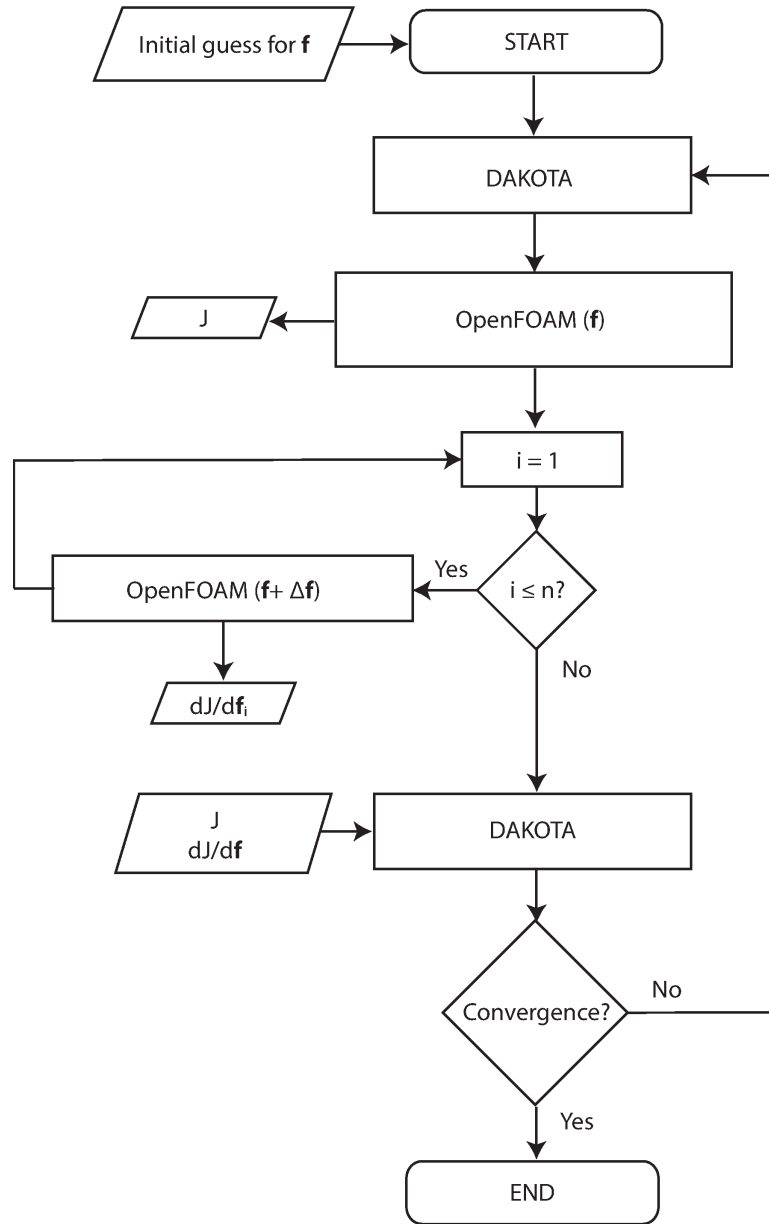 Initial guess for f
START
DAKOTA
OpenFOAM (f)
J
i = 1
i ≤ n?
Yes
OpenFOAM (f+ Δf)
dJ/dfi
No
J
dJ/df
DAKOTA
Convergence?
No
Yes
END